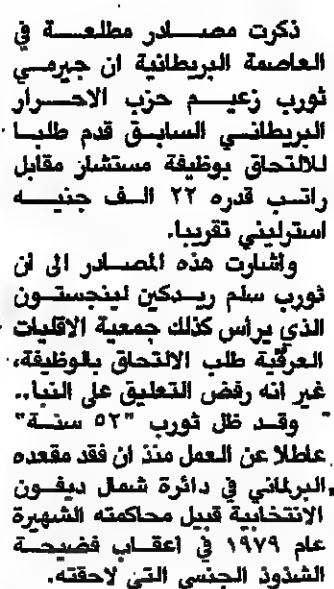 ذكرت مصادر مطلعة في
العاصمة البريطانية ان جيرمي
ثورب زعيم حزب الاحرار
البريطاني السابق قدم طلبا
للالتحاق بوظيفة مستشار مقابل
راتب قدره ٢٢ الف جنيه
استرليني تقريبا.
واشارت هذه المصادر الى ان
ثورب سلم ريدكين لينجستون
الذي يرأس كذلك جمعية الاقليات
العرقية طلب الالتحاق بالوظيفة،
غير انه رفض التعليق على النبا..
وقد ظل ثورب "٥٢ سنة"
عاطلا عن العمل منذ ان فقد مقعده
البرلماني في دائرة شمال ديفون
الانتخابية قبيل محاكمته الشهيرة
عام ١٩٧٩ في اعقاب فضيحة
الشذوذ الجنسي التي لاحقته.